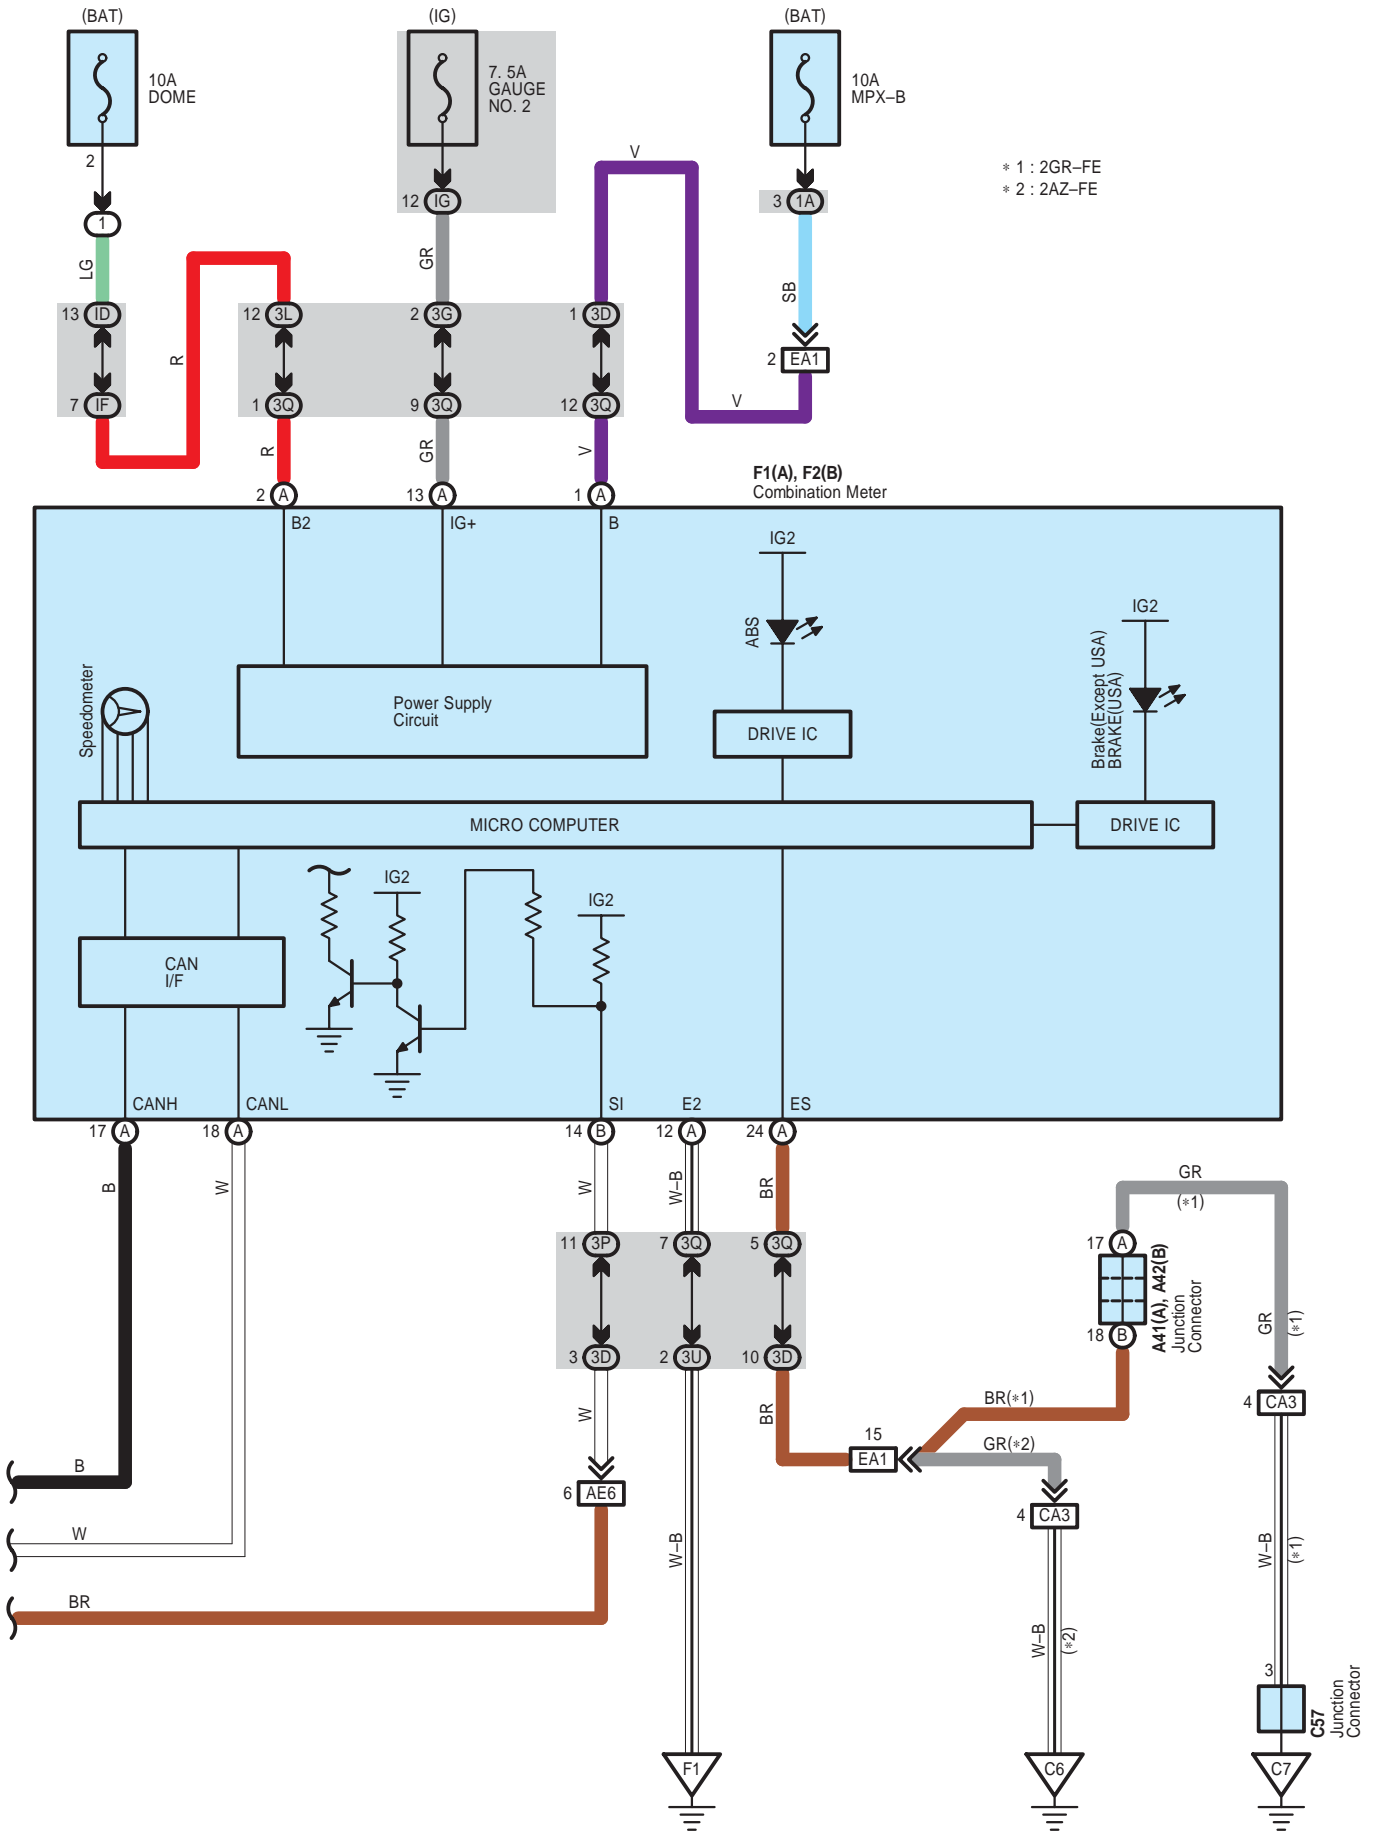 (BAT)
(IG)
(BAT)
10A
DOME
7. 5A
GAUGE
NO. 2
10A
MPX–B
∗ 1 : 2GR–FE
∗ 2 : 2AZ–FE
2
1
12 IG
3 1A
V
LG
GR
SB
R
13 ID
12 3L
2 3G
1 3D
2 EA1
7 IF
1 3Q
9 3Q
12 3Q
V
R
GR
V
F1(A), F2(B)
Combination Meter
2 A
13 A
1 A
B2
IG+
B
IG2
ABS
IG2
Brake(Except USA)
BRAKE(USA)
Speedometer
Power Supply
Circuit
DRIVE IC
MICRO COMPUTER
DRIVE IC
IG2
IG2
CAN
I/F
CANH
CANL
SI
E2
ES
17 A
18 A
14 B
12 A
24 A
B
W
W
W–B
BR
GR
(∗1)
11 3P
7 3Q
5 3Q
17 A
A41(A), A42(B)
Junction
Connector
GR
(∗1)
18 B
3 3D
2 3U
10 3D
W
BR
BR(∗1)
4 CA3
15
EA1
GR(∗2)
B
6 AE6
4 CA3
W
W–B
W–B
(∗1)
BR
W–B
(∗2)
3
C57
Junction
Connector
F1
C6
C7